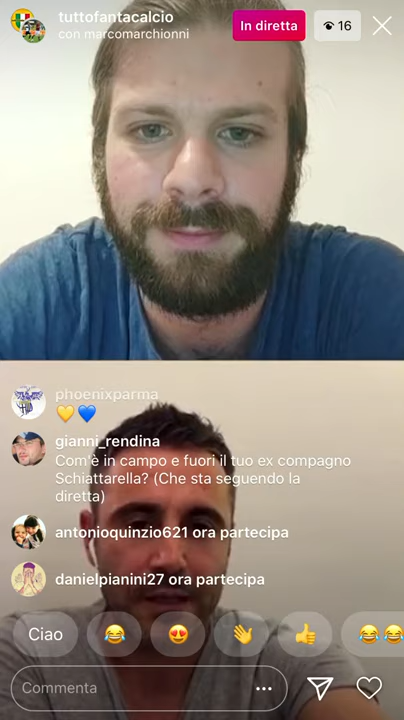 tuttofantacalcio
con marcomarchionni
In diretta
16
phoenixparma
💛💙
gianni_rendina
Com'è in campo e fuori il tuo ex compagno
Schiattarella? (Che sta seguendo la
diretta)
antonioquinzio621 ora partecipa
danielpianini27 ora partecipa
Ciao 😂 😍 👋 👍 😂😂
Commenta